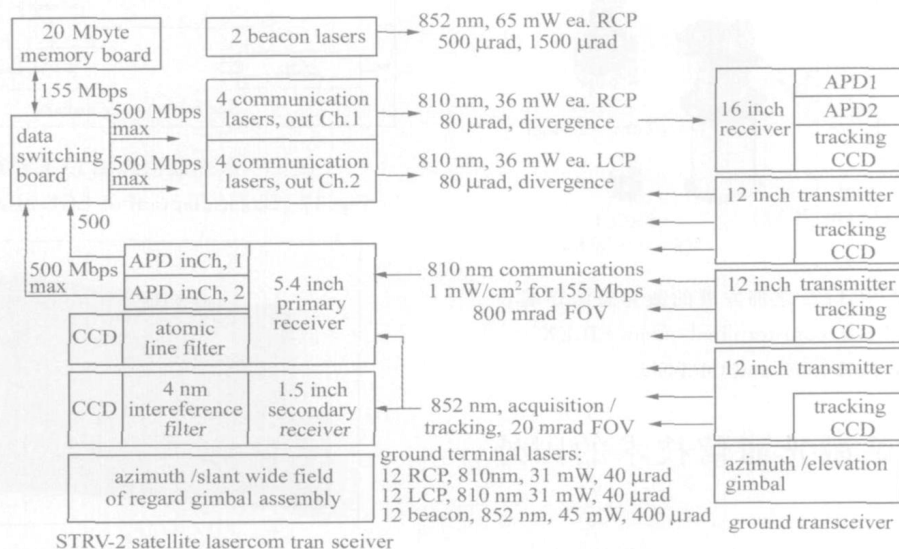 20 Mbyte
memory board
155 Mbps
data
switching
board
500 Mbps
max
500 Mbps
max
500
500 Mbps
max
2 beacon lasers
852 nm, 65 mW ea. RCP
500 μrad, 1500 μrad
4 communication
lasers, out Ch.1
810 nm, 36 mW ea. RCP
80 μrad, divergence
4 communication
lasers, out Ch.2
810 nm, 36 mW ea. LCP
80 μrad, divergence
APD inCh, 1
APD inCh, 2
5.4 inch
primary
receiver
CCD
atomic
line filter
810 nm communications
1 mW/cm² for 155 Mbps
800 mrad FOV
CCD
4 nm
intereference
filter
1.5 inch
secondary
receiver
852 nm, acquisition /
tracking, 20 mrad FOV
azimuth /slant wide field
of regard gimbal assembly
ground terminal lasers:
12 RCP, 810nm, 31 mW, 40 μrad
12 LCP, 810 nm 31 mW, 40 μrad
12 beacon, 852 nm, 45 mW, 400 μrad
STRV-2 satellite lasercom tran sceiver
16 inch
receiver
APD1
APD2
tracking
CCD
12 inch transmitter
tracking
CCD
12 inch transmitter
tracking
CCD
12 inch transmitter
tracking
CCD
azimuth /elevation
gimbal
ground transceiver